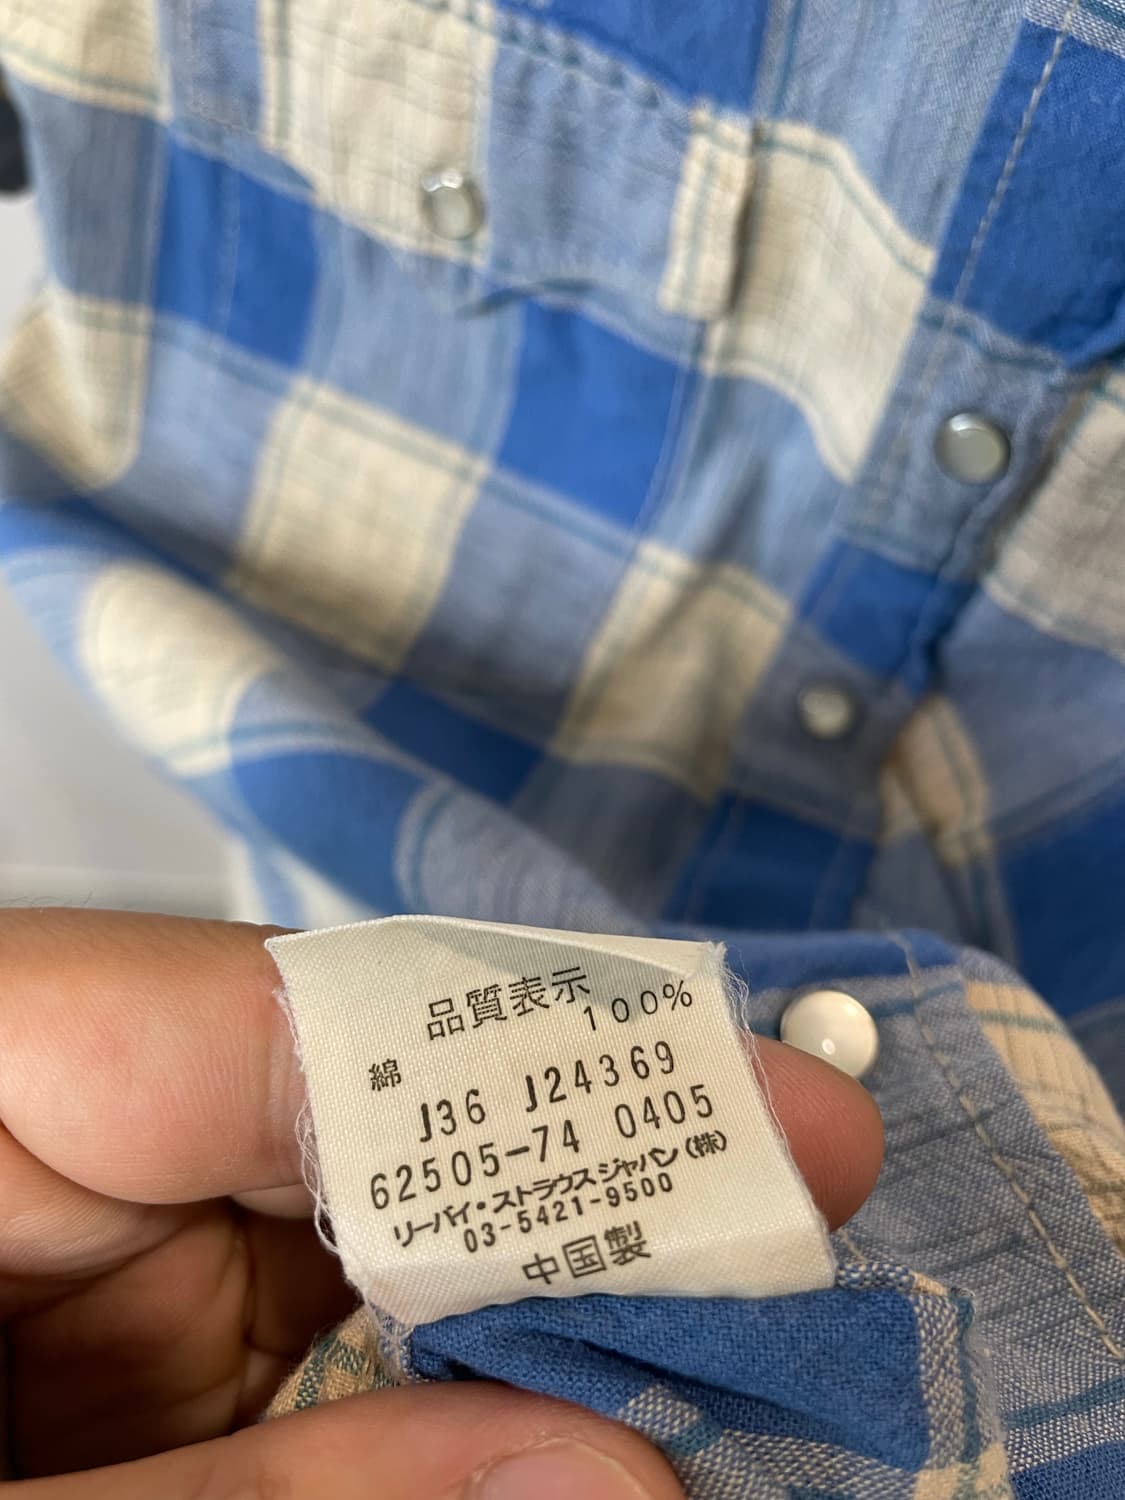 品質表示
綿 100%
J36 J24369
62505-74 0405
リーバイ・ストラウスジャパン(株)
03-5421-9500
中国製